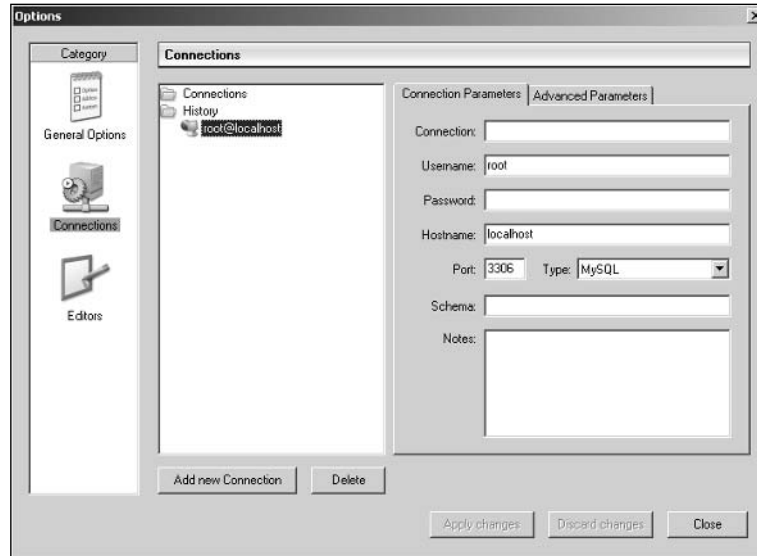 Options
Category
General Options
Connections
Editors
Connections
Connections
History
root@localhost
Add new Connection
Delete
Connection Parameters
Advanced Parameters
Connection:
Username: root
Password:
Hostname: localhost
Port: 3306 Type: MySQL
Schema:
Notes:
Apply changes
Discard changes
Close